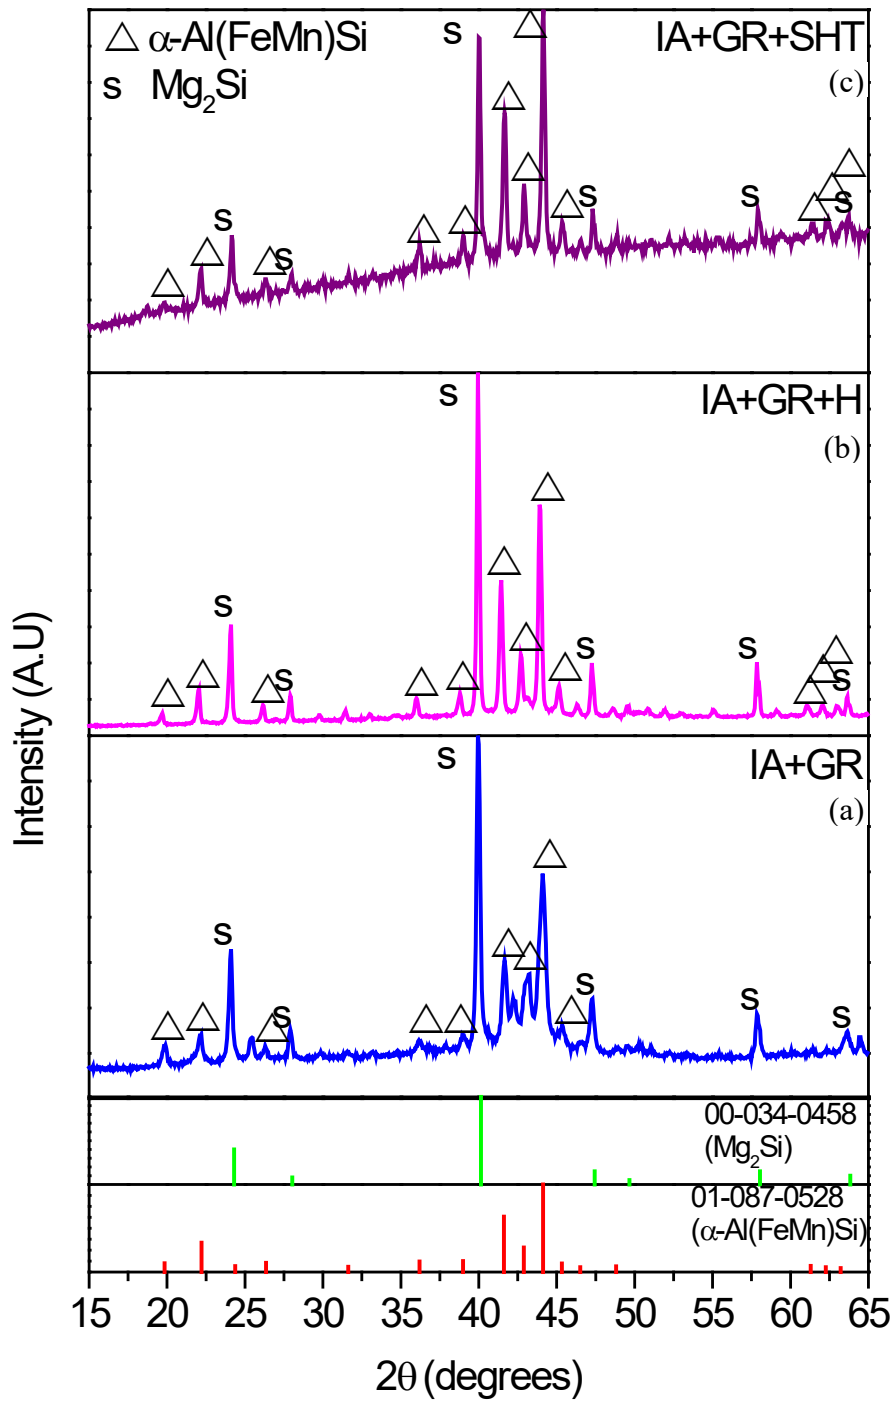 △ α-Al(FeMn)Si
s Mg₂Si
IA+GR+SHT
(c)
s △
△
△
s △ △ s △ △ s △ △ s s △ △ △ s
IA+GR+H
(b)
s
△
△
s △
△ △ s △ △ △ s s △ △ △ s
IA+GR
(a)
s
△
s △ △
△ △ △ s △ △ △ s s s
00-034-0458
(Mg₂Si)
01-087-0528
(α-Al(FeMn)Si)
15 20 25 30 35 40 45 50 55 60 65
2θ (degrees)
Intensity (A.U)